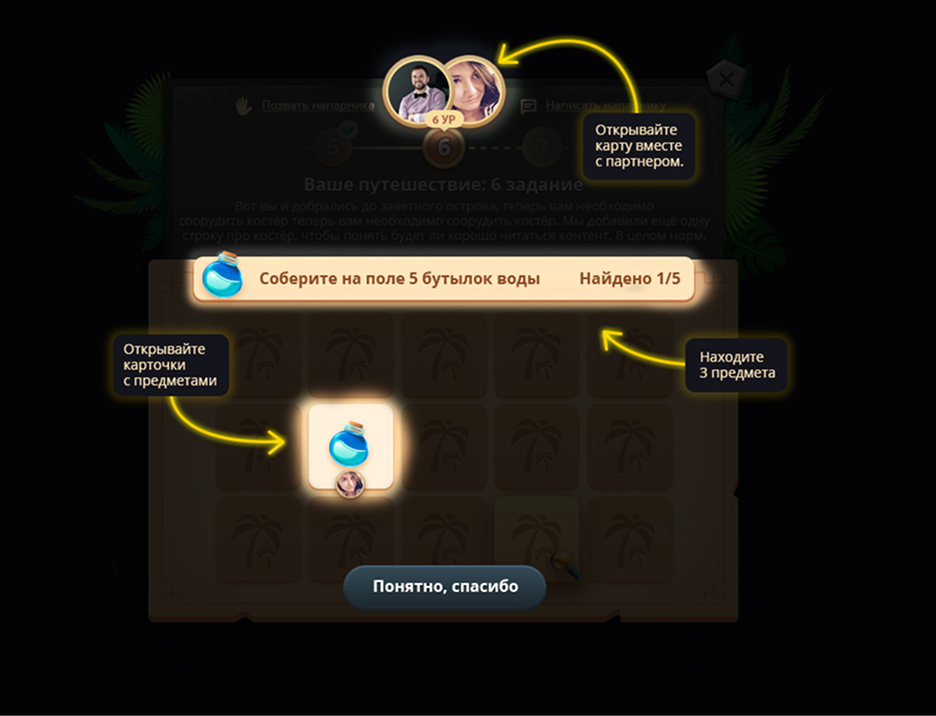 Позвать напарника
Написать напарнику
6 УР
5
6
7
Открывайте
карту вместе
с партнером.
Ваше путешествие: 6 задание
Вот вы и добрались до заветного острова, теперь вам необходимо
соорудить костёр теперь вам необходимо соорудить костёр. Мы добавили ещё одну
строку про костёр, чтобы понять будет ли хорошо читаться контент. В целом норм.
Соберите на поле 5 бутылок воды
Найдено 1/5
Открывайте
карточки
с предметами
Находите
3 предмета
Понятно, спасибо